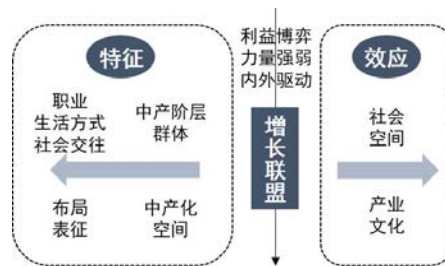 特征
职业
生活方式
社会交往
中产阶层
群体
布局
表征
中产化
空间
利益博弈
力量强弱
内外驱动
增长联盟
效应
社会
空间
产业
文化